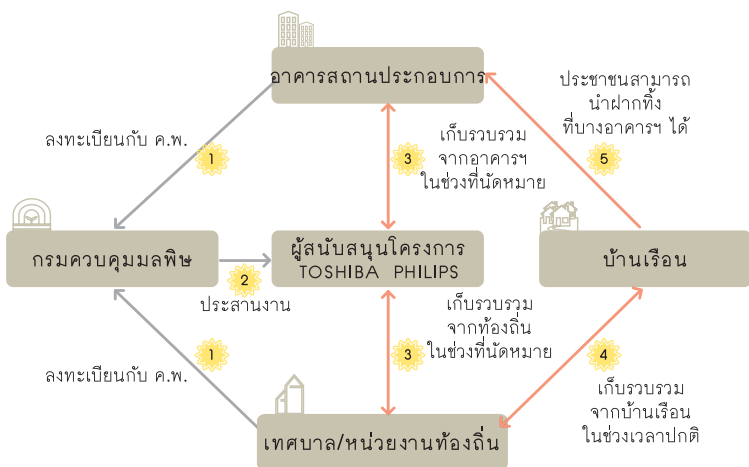 อาคารสถานประกอบการ
ประชาชนสามารถ
นำฝากทิ้ง
ที่บางอาคารฯ ได้
ลงทะเบียนกับ ค.พ.
1
3
เก็บรวบรวม
จากอาคารฯ
ในช่วงที่นัดหมาย
5
กรมควบคุมมลพิษ
ผู้สนับสนุนโครงการ
TOSHIBA PHILIPS
บ้านเรือน
2
ประสานงาน
เก็บรวบรวม
จากท้องถิ่น
ในช่วงที่นัดหมาย
1
3
4
ลงทะเบียนกับ ค.พ.
เก็บรวบรวม
จากบ้านเรือน
ในช่วงเวลาปกติ
เทศบาล/หน่วยงานท้องถิ่น